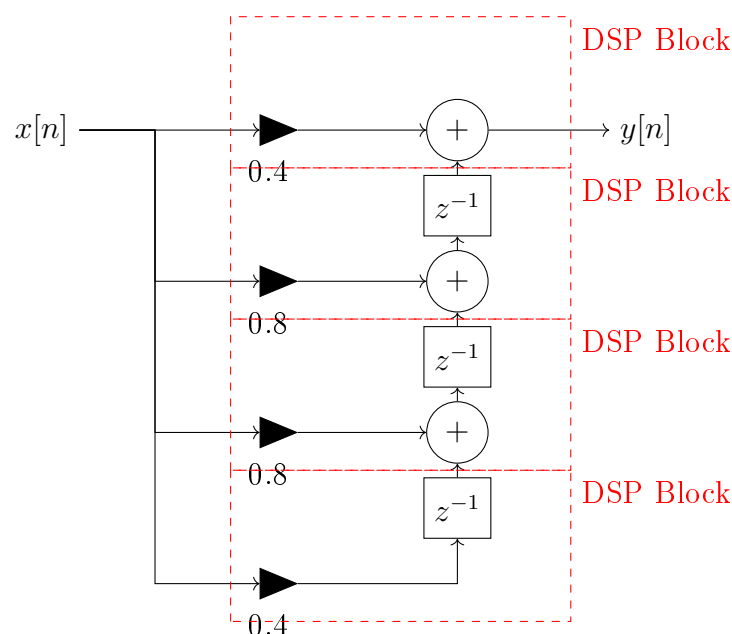 DSP Block
x[n]
+
y[n]
0.4
DSP Block
z⁻¹
+
0.8
DSP Block
z⁻¹
+
0.8
DSP Block
z⁻¹
0.4